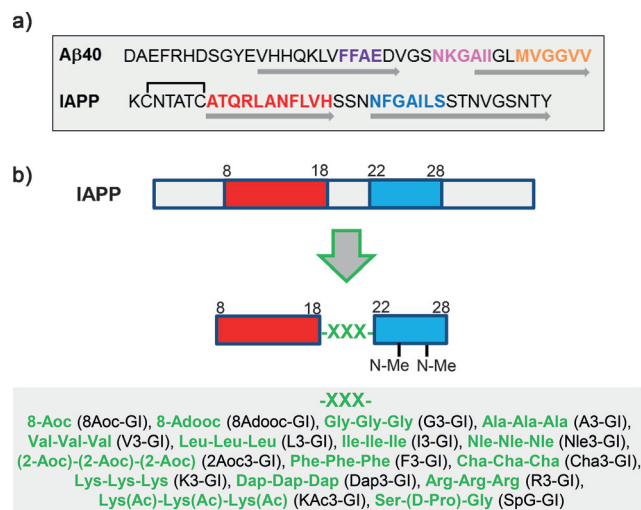 a)
Aβ40 DAEFRHDSGYEVHHQKLVFFAEDVGSNKGAIIGLMVGGVV
IAPP KCNTATCATQRLANFLVHSSNNFGAILSSTNVGSNTY
b)
8 18 22 28
IAPP
8 18 22 28
-XXX-
N-Me N-Me
-XXX-
8-Aoc (8Aoc-GI), 8-Adooc (8Adooc-GI), Gly-Gly-Gly (G3-GI), Ala-Ala-Ala (A3-GI),
Val-Val-Val (V3-GI), Leu-Leu-Leu (L3-GI), Ile-Ile-Ile (I3-GI), Nle-Nle-Nle (Nle3-GI),
(2-Aoc)-(2-Aoc)-(2-Aoc) (2Aoc3-GI), Phe-Phe-Phe (F3-GI), Cha-Cha-Cha (Cha3-GI),
Lys-Lys-Lys (K3-GI), Dap-Dap-Dap (Dap3-GI), Arg-Arg-Arg (R3-GI),
Lys(Ac)-Lys(Ac)-Lys(Ac) (KAc3-GI), Ser-(D-Pro)-Gly (SpG-GI)